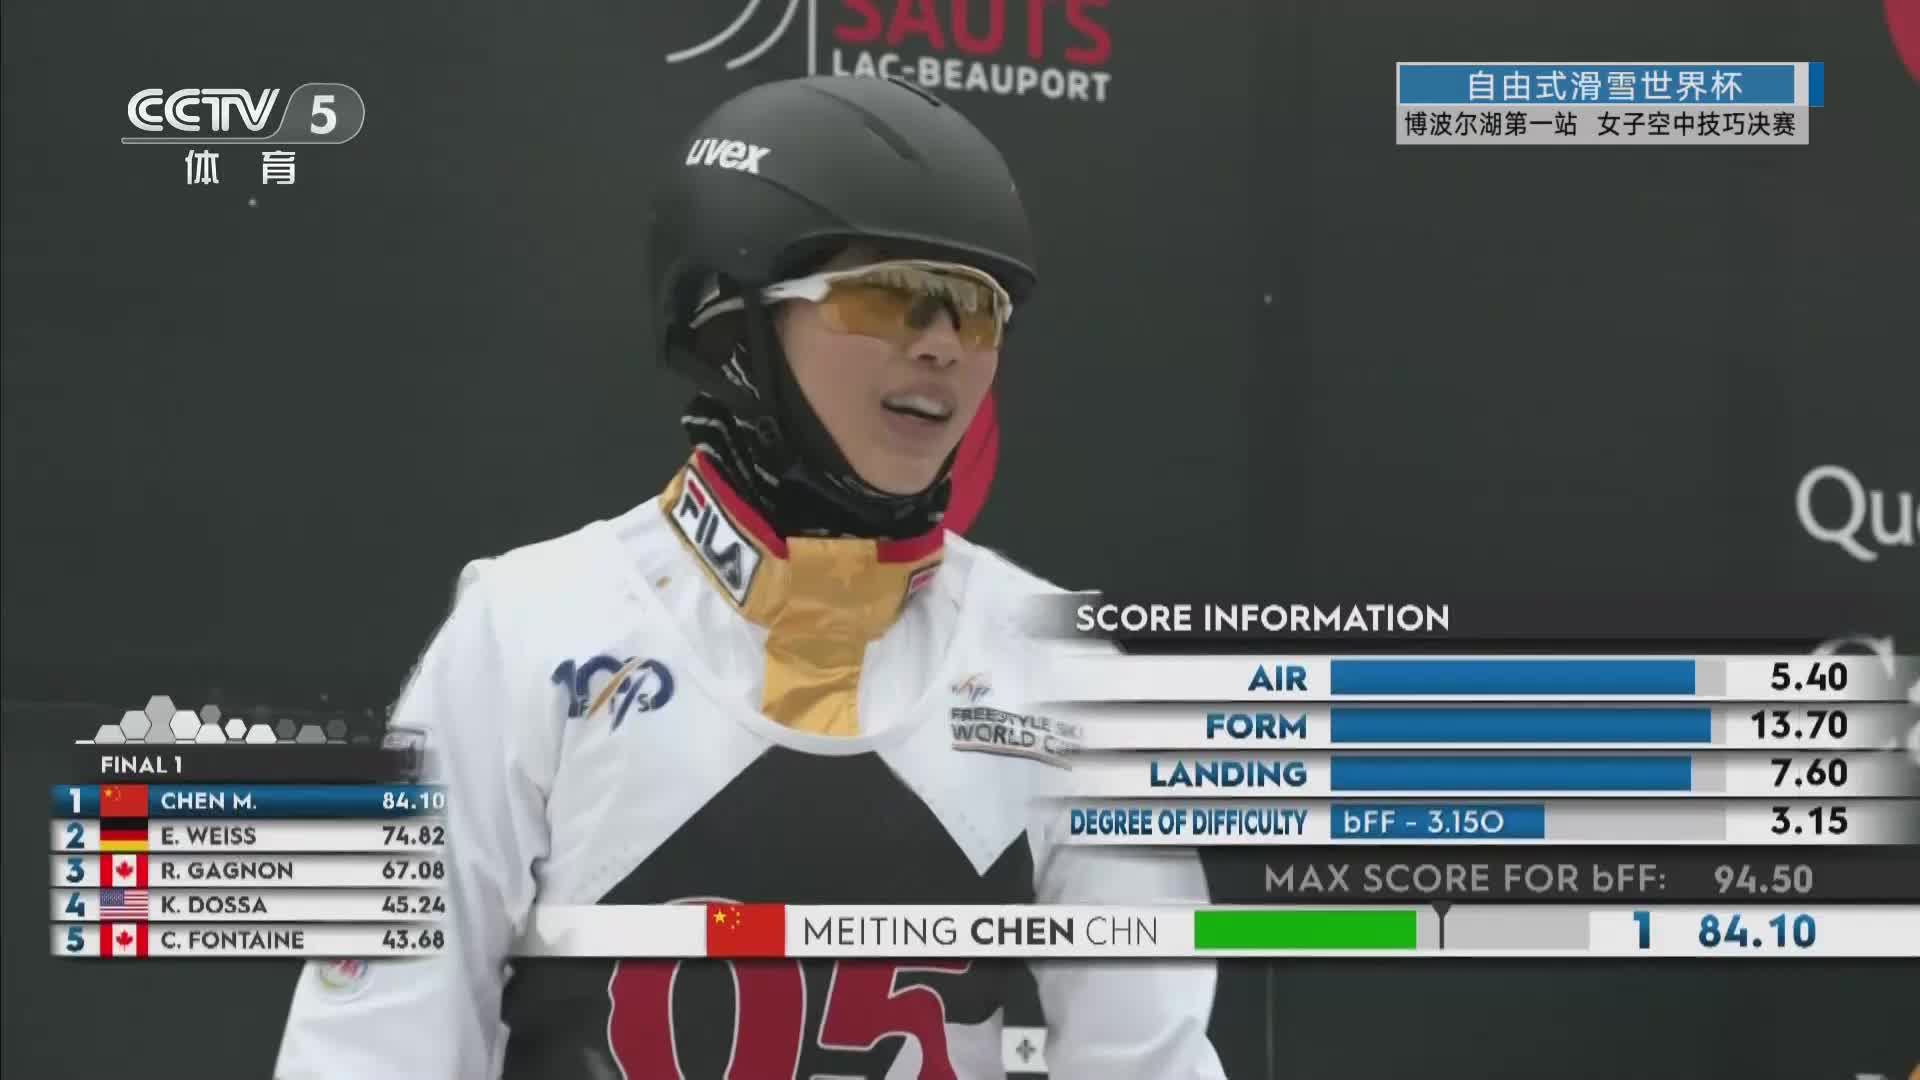 SAUTS
LAC-BEAUPORT
CCTV 5
体 育
自由式滑雪世界杯
博波尔湖第一站 女子空中技巧决赛
uvex
FILA
Qu
100
FIS
FREESTYLE SKI
WORLD CU
SCORE INFORMATION
AIR 5.40
FORM 13.70
LANDING 7.60
DEGREE OF DIFFICULTY bFF - 3.150 3.15
MAX SCORE FOR bFF: 94.50
FINAL 1
1 CHEN M. 84.10
2 E. WEISS 74.82
3 R. GAGNON 67.08
4 K. DOSSA 45.24
5 C. FONTAINE 43.68
MEITING CHEN CHN 1 84.10
05